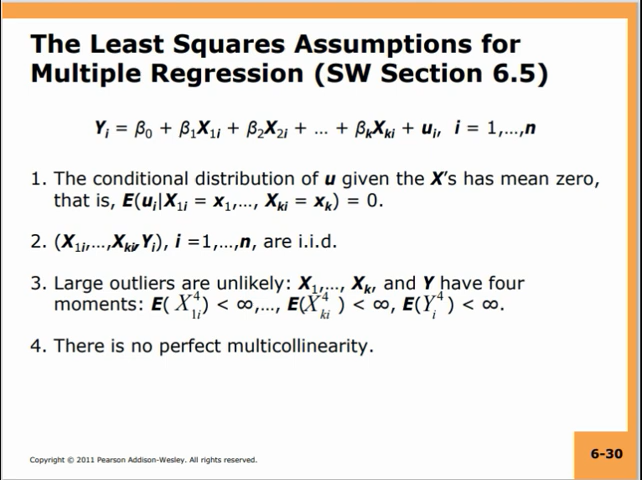 The Least Squares Assumptions for
Multiple Regression (SW Section 6.5)
Yᵢ = β₀ + β₁X₁ᵢ + β₂X₂ᵢ + … + βₖXₖᵢ + uᵢ, i = 1,…,n
1. The conditional distribution of u given the X's has mean zero,
that is, E(uᵢ|X₁ᵢ = x₁,…, Xₖᵢ = xₖ) = 0.
2. (X₁ᵢ,…,Xₖᵢ,Yᵢ), i =1,…,n, are i.i.d.
3. Large outliers are unlikely: X₁,…, Xₖ, and Y have four
moments: E( X₁ᵢ⁴) < ∞,…, E(Xₖᵢ⁴ ) < ∞, E(Yᵢ⁴ ) < ∞.
4. There is no perfect multicollinearity.
Copyright © 2011 Pearson Addison-Wesley. All rights reserved.
6-30